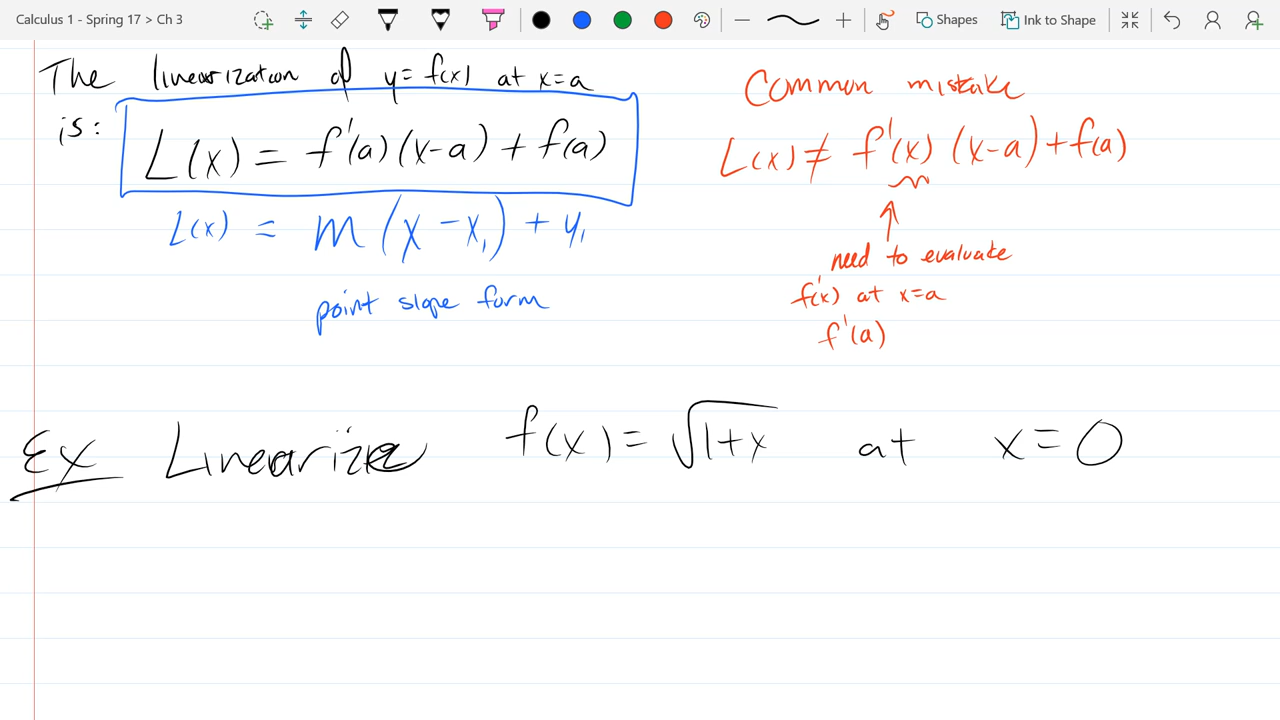 Calculus 1 - Spring 17 > Ch 3
Shapes
Ink to Shape
The linearization of y=f(x) at x=a
is:
L(x) = f'(a)(x-a) + f(a)
L(x) = m(x-x₁) + y₁
point slope form
Common mistake
L(x) ≠ f'(x) (x-a) + f(a)
need to evaluate
f'(x) at x=a
f'(a)
Ex Linearize f(x) = √1+x at x=0